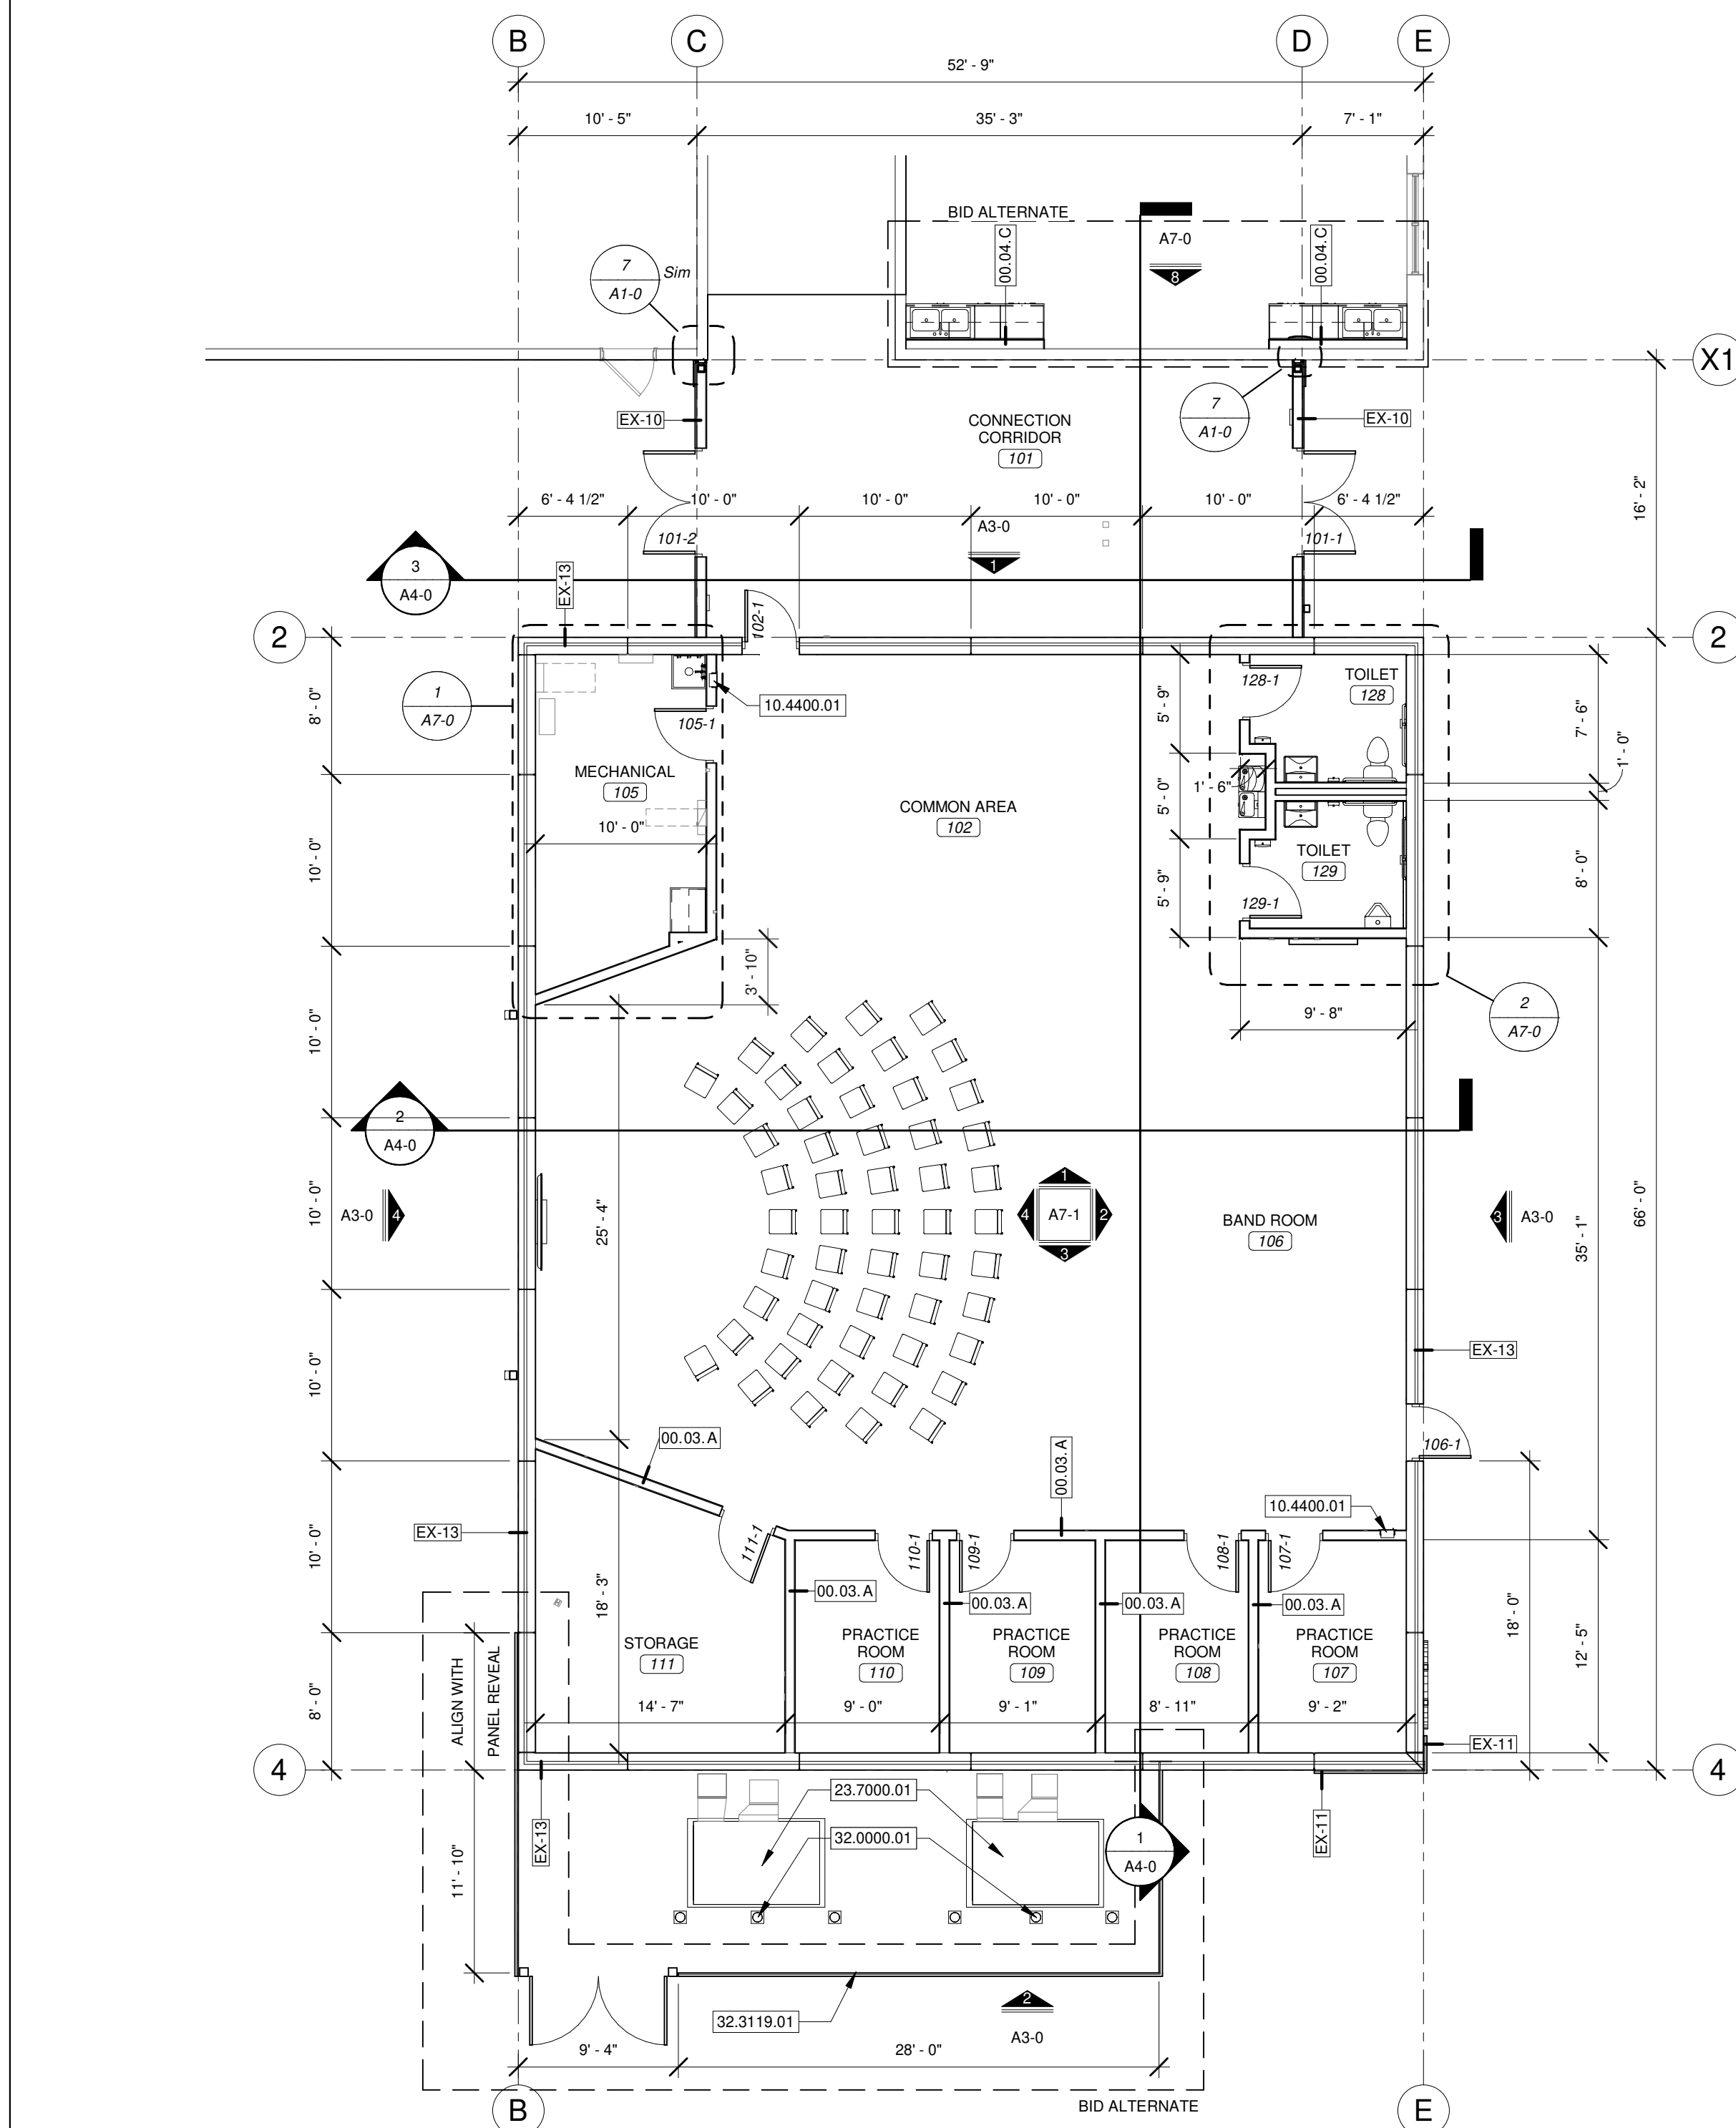 B
C
D
E
52' - 9"
10' - 5"
35' - 3"
7' - 1"
BID ALTERNATE
00.04.C
A7-0
8
00.04.C
7
A1-0
Sim
X1
EX-10
CONNECTION
CORRIDOR
101
7
A1-0
EX-10
6' - 4 1/2"
10' - 0"
10' - 0"
10' - 0"
10' - 0"
6' - 4 1/2"
16' - 2"
101-2
A3-0
1
101-1
3
A4-0
EX-13
102-1
2
2
1
A7-0
8' - 0"
10.4400.01
105-1
MECHANICAL
105
10' - 0"
COMMON AREA
102
5' - 9"
128-1
TOILET
128
7' - 6"
1' - 0"
1' - 6"
5' - 0"
TOILET
129
8' - 0"
10' - 0"
5' - 9"
129-1
3' - 10"
9' - 8"
2
A7-0
10' - 0"
2
A4-0
A3-0
4
10' - 0"
25' - 4"
1
4
A7-1
2
3
BAND ROOM
106
3
A3-0
35' - 1"
66' - 0"
10' - 0"
EX-13
00.03.A
00.03.A
106-1
10.4400.01
EX-13
10' - 0"
111-1
110-1
109-1
108-1
107-1
00.03.A
00.03.A
00.03.A
00.03.A
18' - 3"
18' - 0"
12' - 5"
STORAGE
111
PRACTICE
ROOM
110
PRACTICE
ROOM
109
PRACTICE
ROOM
108
PRACTICE
ROOM
107
8' - 0"
ALIGN WITH
PANEL REVEAL
14' - 7"
9' - 0"
9' - 1"
8' - 11"
9' - 2"
EX-11
4
4
23.7000.01
32.0000.01
EX-13
1
A4-0
EX-11
11' - 10"
32.3119.01
2
A3-0
9' - 4"
28' - 0"
BID ALTERNATE
B
E